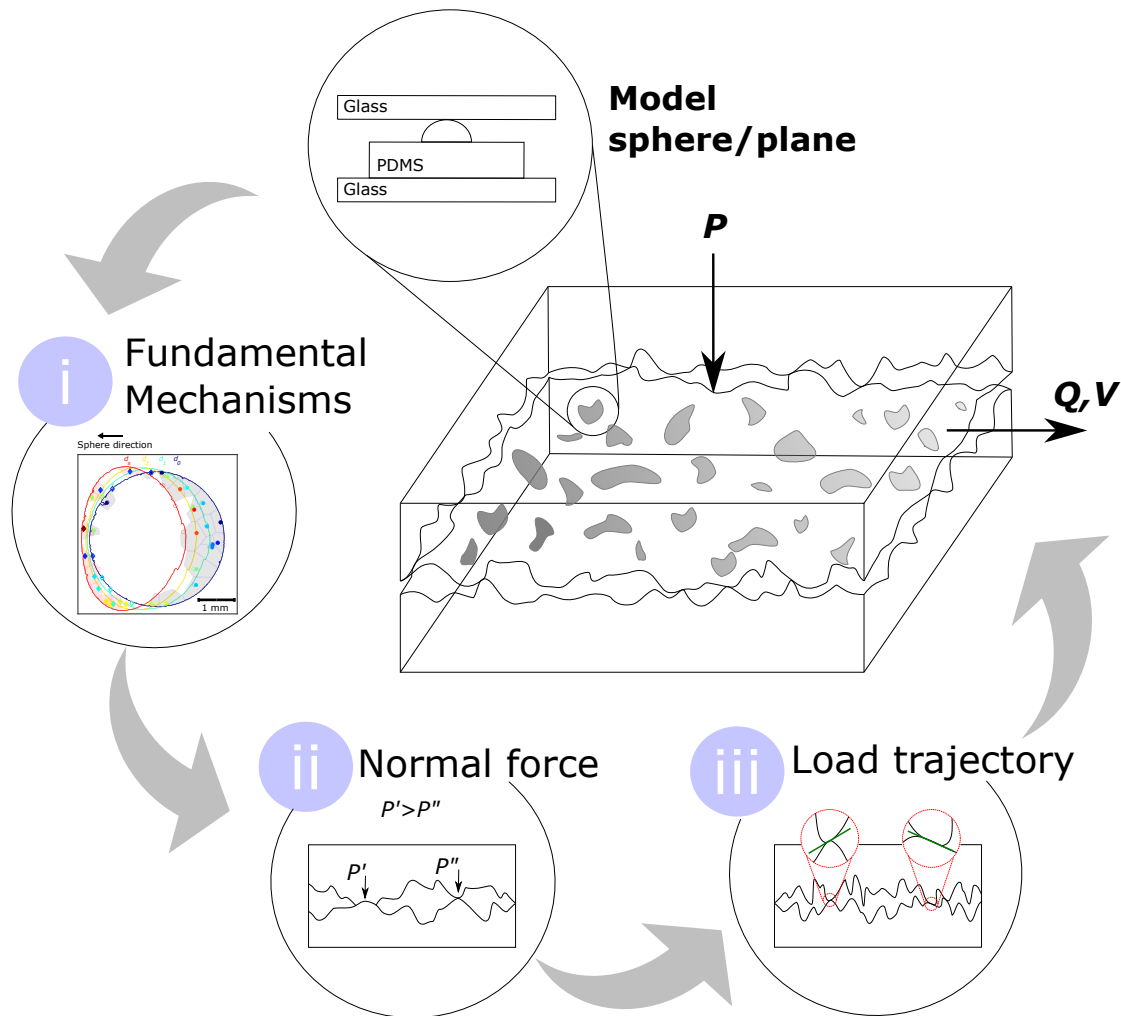 Glass
PDMS
Glass
Model
sphere/plane
P
Q,V
i
Fundamental
Mechanisms
Sphere direction
1 mm
ii
Normal force
P'>P"
P'
P"
iii
Load trajectory